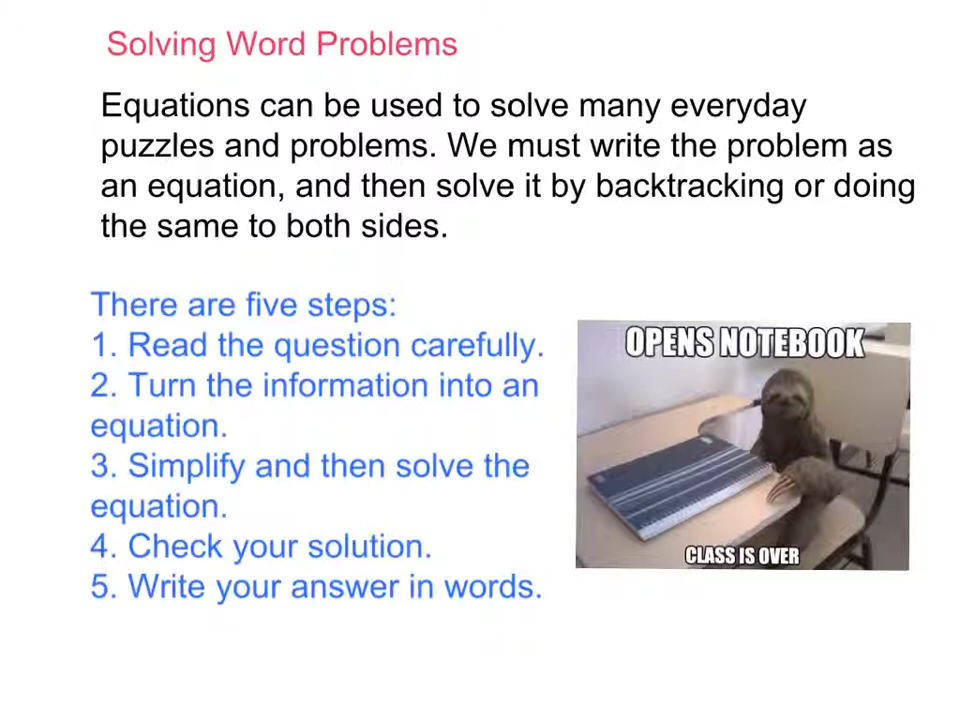 Solving Word Problems
Equations can be used to solve many everyday
puzzles and problems. We must write the problem as
an equation, and then solve it by backtracking or doing
the same to both sides.
There are five steps:
1. Read the question carefully.
2. Turn the information into an
equation.
3. Simplify and then solve the
equation.
4. Check your solution.
5. Write your answer in words.
OPENS NOTEBOOK
CLASS IS OVER